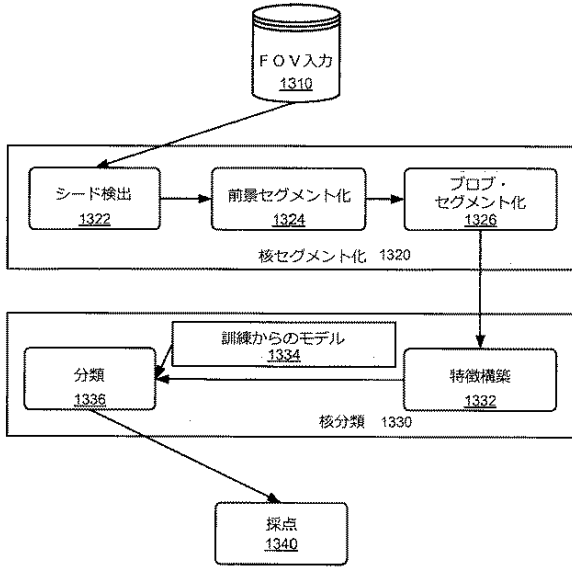 FOV入力
1310
シード検出
1322
前景セグメント化
1324
ブロブ・
セグメント化
1326
核セグメント化 1320
訓練からのモデル
1334
分類
1336
特徴構築
1332
核分類 1330
採点
1340